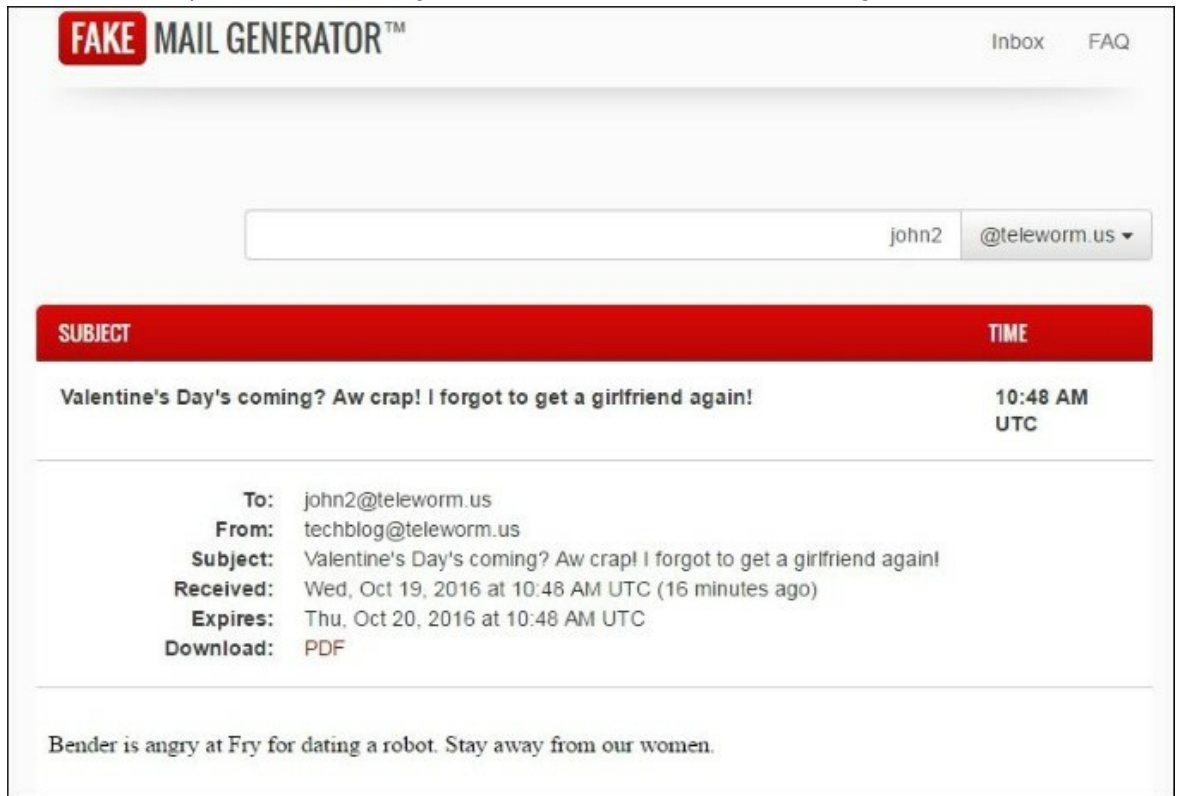 FAKE MAIL GENERATOR™
Inbox FAQ
john2 @teleworm.us
SUBJECT TIME
Valentine's Day's coming? Aw crap! I forgot to get a girlfriend again! 10:48 AM
UTC
To: john2@teleworm.us
From: techblog@teleworm.us
Subject: Valentine's Day's coming? Aw crap! I forgot to get a girlfriend again!
Received: Wed, Oct 19, 2016 at 10:48 AM UTC (16 minutes ago)
Expires: Thu, Oct 20, 2016 at 10:48 AM UTC
Download: PDF
Bender is angry at Fry for dating a robot. Stay away from our women.